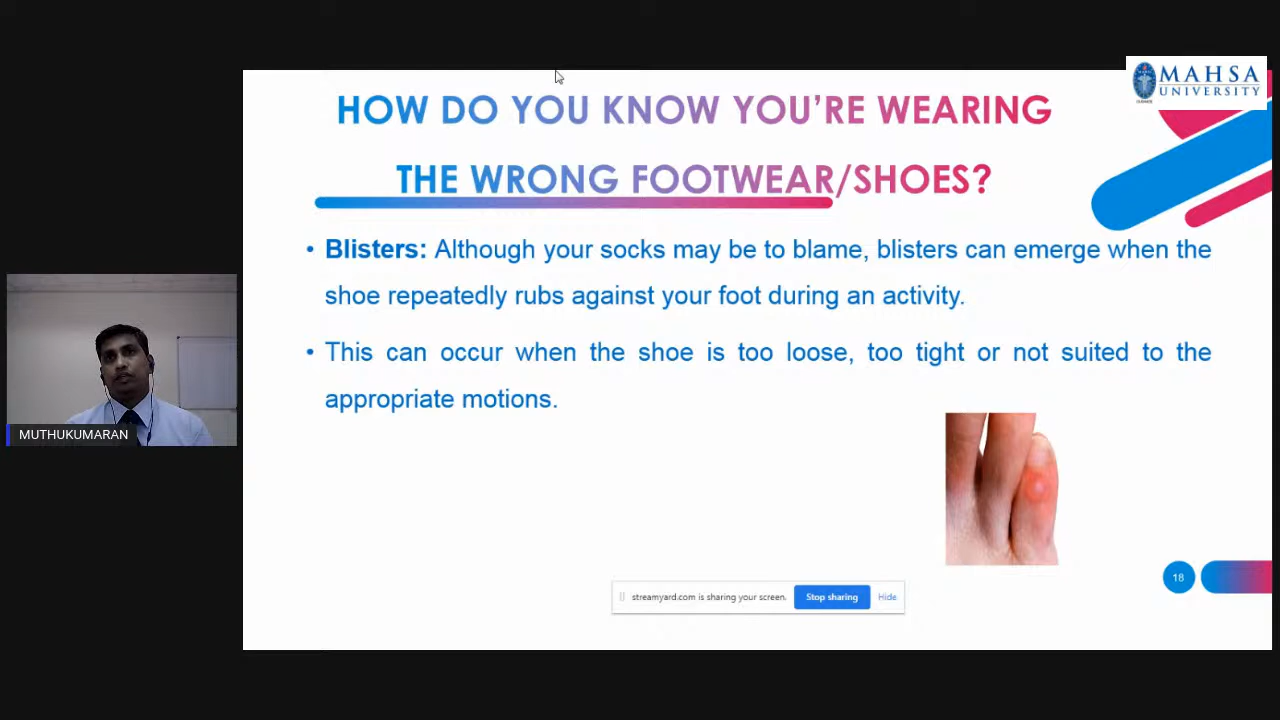 MAHSA
UNIVERSITY
HOW DO YOU KNOW YOU’RE WEARING
THE WRONG FOOTWEAR/SHOES?
• Blisters: Although your socks may be to blame, blisters can emerge when the
shoe repeatedly rubs against your foot during an activity.
• This can occur when the shoe is too loose, too tight or not suited to the
appropriate motions.
MUTHUKUMARAN
18
streamyard.com is sharing your screen.
Stop sharing
Hide